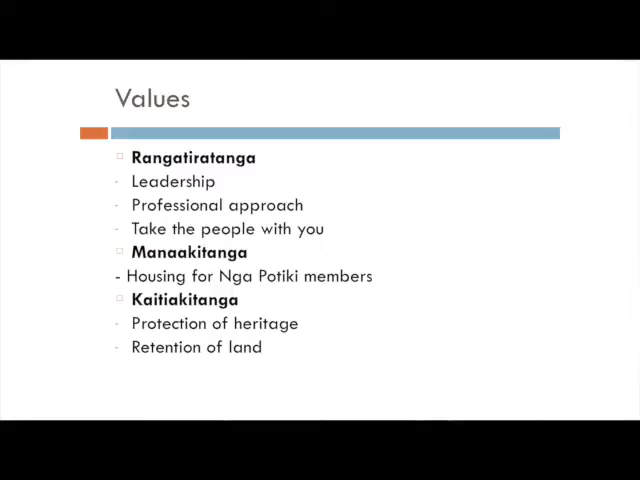 Values
Rangatiratanga
- Leadership
- Professional approach
- Take the people with you
Manaakitanga
- Housing for Nga Potiki members
Kaitiakitanga
- Protection of heritage
- Retention of land